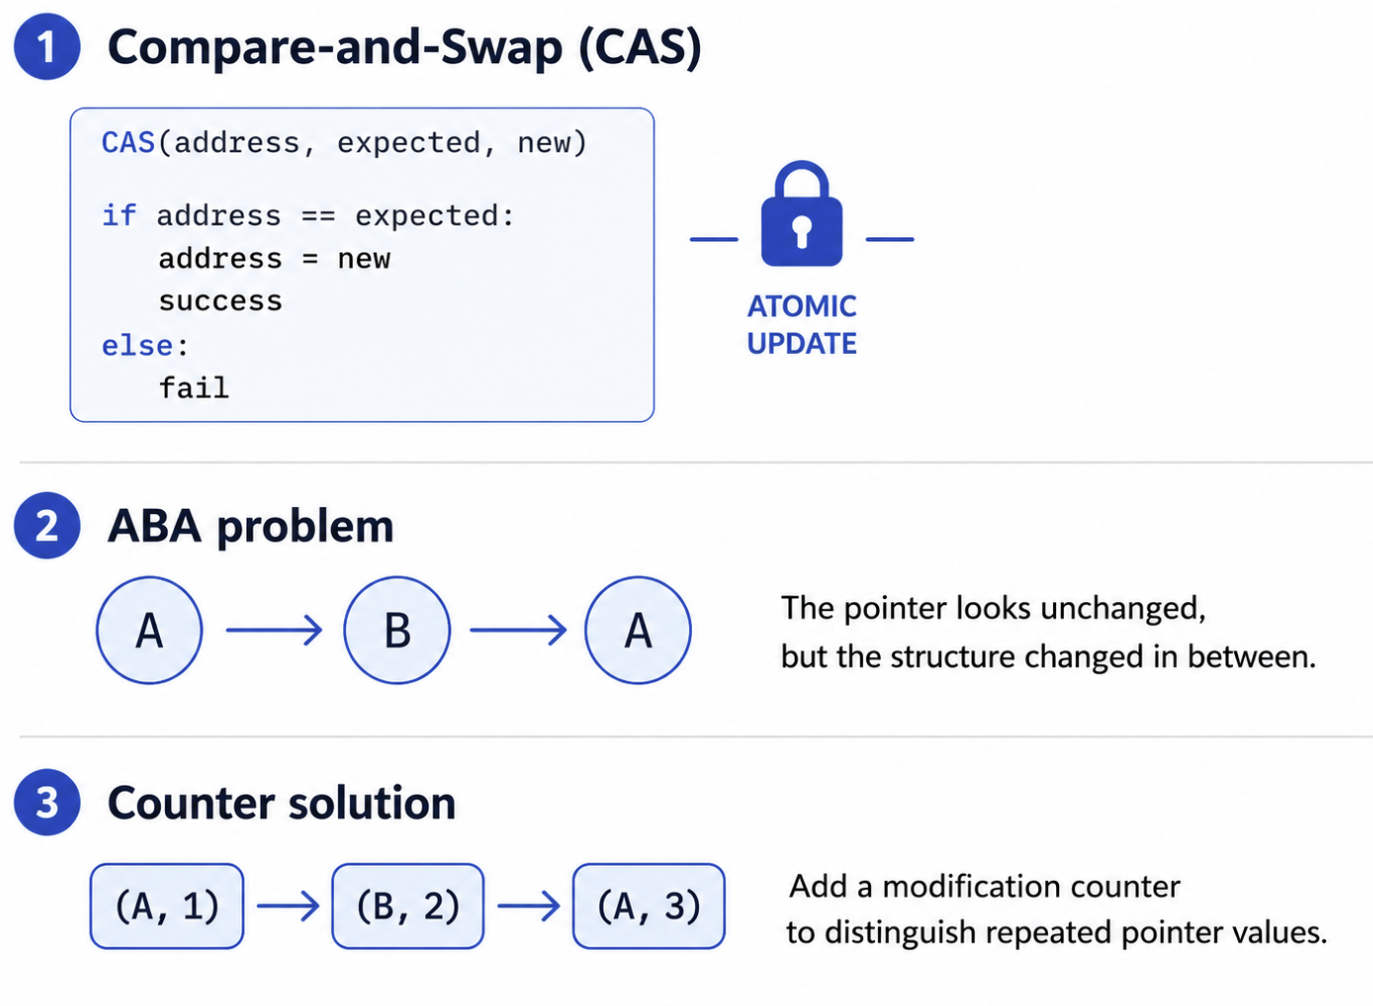 1 Compare-and-Swap (CAS)
CAS(address, expected, new)
if address == expected:
address = new
success
else:
fail
ATOMIC
UPDATE
2 ABA problem
A B A
The pointer looks unchanged,
but the structure changed in between.
3 Counter solution
(A, 1) (B, 2) (A, 3)
Add a modification counter
to distinguish repeated pointer values.